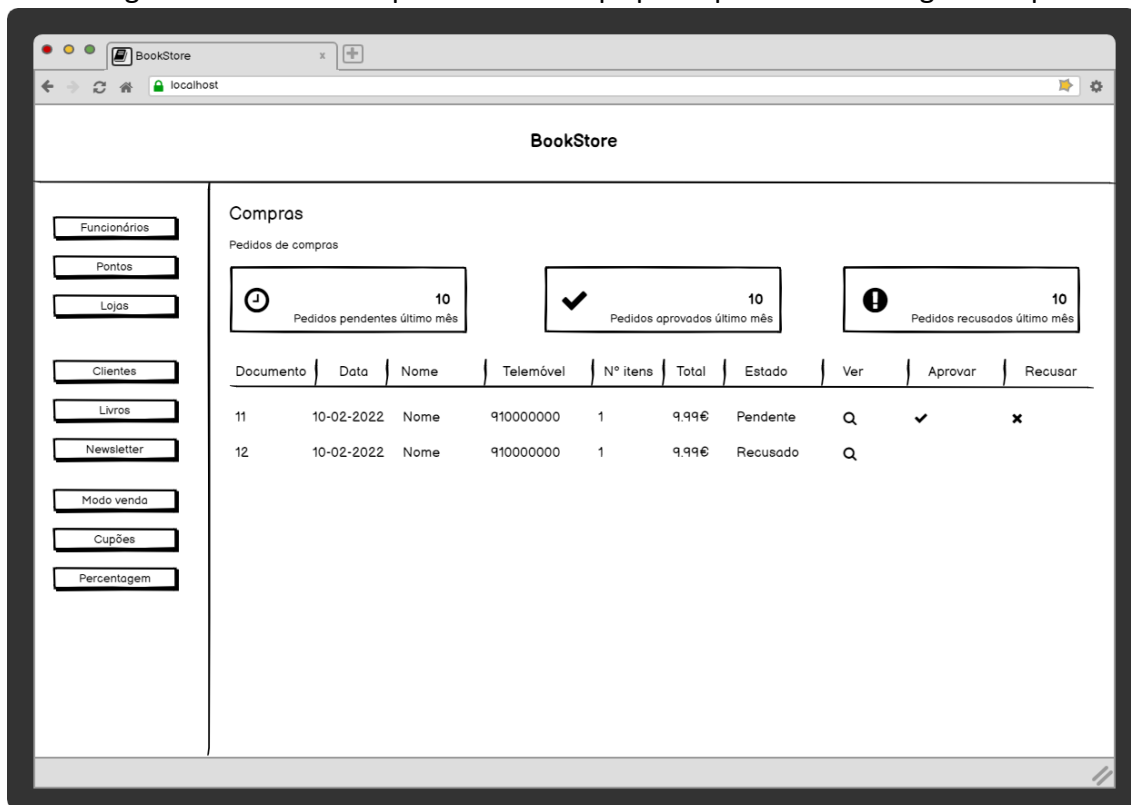 BookStore
localhost
BookStore
Funcionários
Pontos
Lojas
Clientes
Livros
Newsletter
Modo venda
Cupões
Percentagem
Compras
Pedidos de compras
10
Pedidos pendentes último mês
10
Pedidos aprovados último mês
10
Pedidos recusados último mês
Documento Data Nome Telemóvel Nº itens Total Estado Ver Aprovar Recusar
11 10-02-2022 Nome 910000000 1 9.99€ Pendente
12 10-02-2022 Nome 910000000 1 9.99€ Recusado